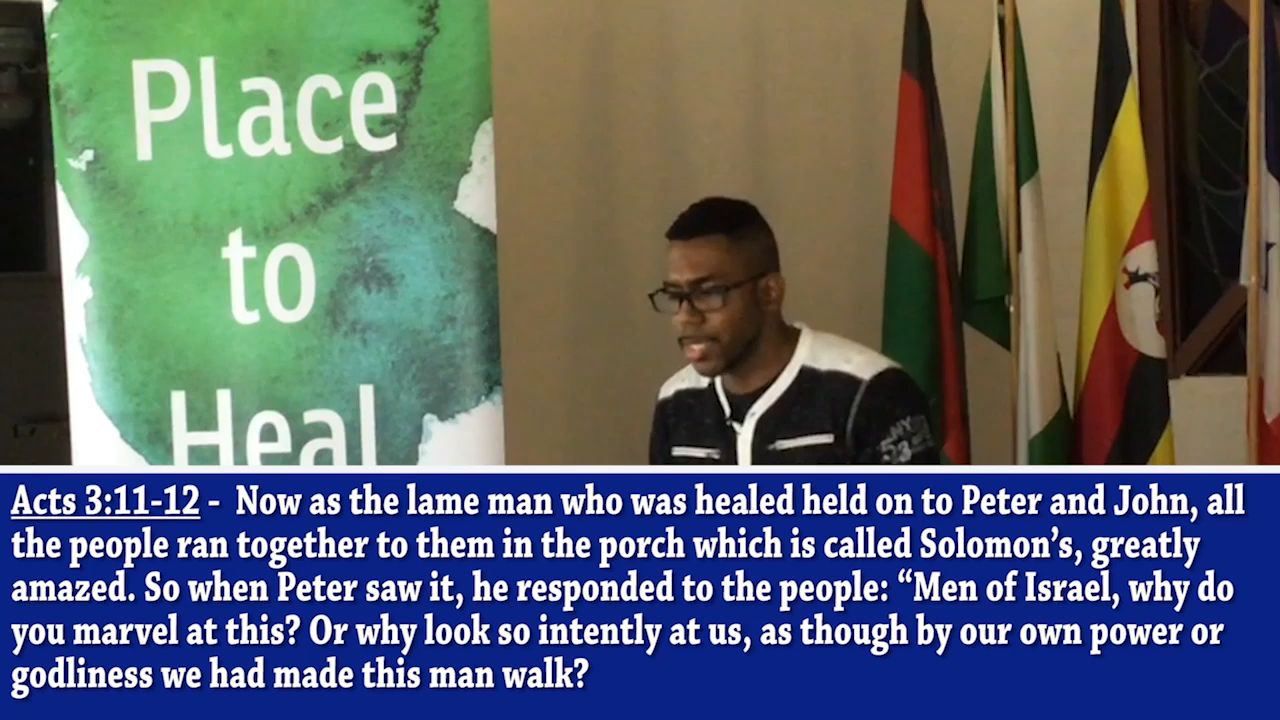 Place
to
Heal
NY
Acts 3:11-12 - Now as the lame man who was healed held on to Peter and John, all
the people ran together to them in the porch which is called Solomon’s, greatly
amazed. So when Peter saw it, he responded to the people: “Men of Israel, why do
you marvel at this? Or why look so intently at us, as though by our own power or
godliness we had made this man walk?